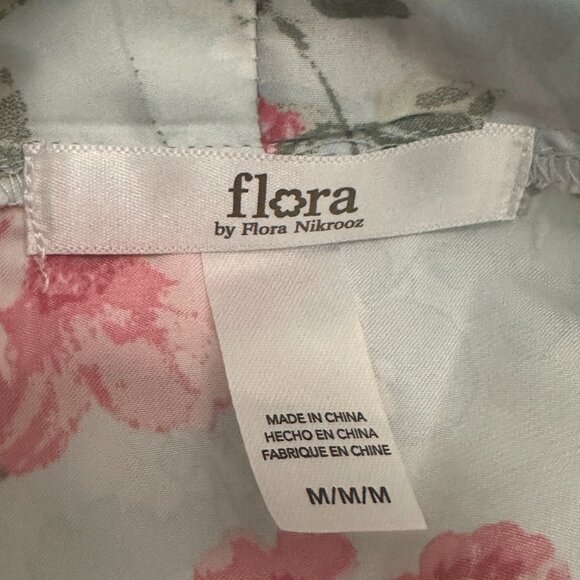 flora
by Flora Nikrooz
MADE IN CHINA
HECHO EN CHINA
FABRIQUE EN CHINE
M/M/M